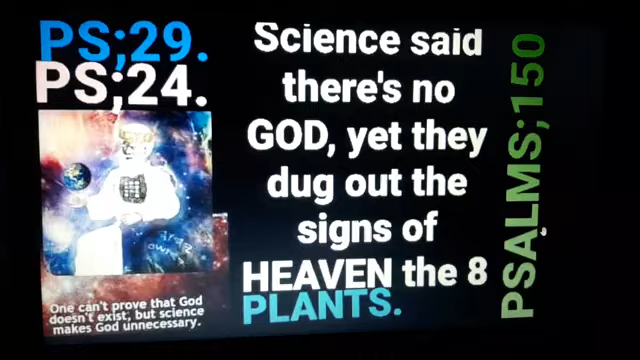 PS;29.
PS;24.
One can't prove that God
doesn't exist, but science
makes God unnecessary.
Science said
there's no
GOD, yet they
dug out the
signs of
HEAVEN the 8
PLANTS.
PSALMS;150